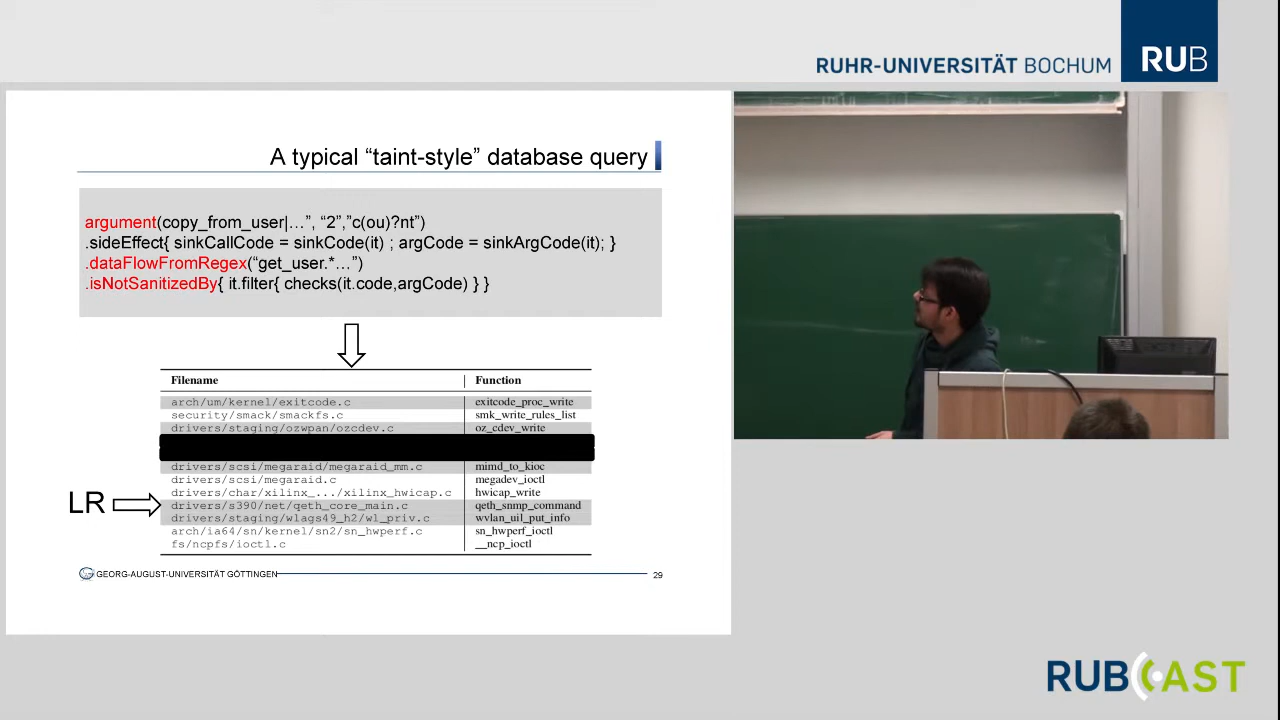 RUHR-UNIVERSITÄT BOCHUM RUB
A typical “taint-style” database query
argument(copy_from_user|…”, “2”,”c(ou)?nt”)
.sideEffect{ sinkCallCode = sinkCode(it) ; argCode = sinkArgCode(it); }
.dataFlowFromRegex(“get_user.*…”)
.isNotSanitizedBy{ it.filter{ checks(it.code,argCode) } }
Filename Function
arch/um/kernel/exitcode.c exitcode_proc_write
security/smack/smackfs.c smk_write_rules_list
drivers/staging/ozwpan/ozcdev.c oz_cdev_write
drivers/scsi/megaraid/megaraid_mm.c mimd_to_kioc
drivers/scsi/megaraid.c megadev_ioctl
drivers/char/xilinx_.../xilinx_hwicap.c hwicap_write
LR drivers/s390/net/qeth_core_main.c qeth_snmp_command
drivers/staging/wlags49_h2/wl_priv.c wvlan_uil_put_info
arch/ia64/sn/kernel/sn2/sn_hwperf.c sn_hwperf_ioctl
fs/ncpfs/ioctl.c __ncp_ioctl
GEORG-AUGUST-UNIVERSITÄT GÖTTINGEN 29
RUBCAST